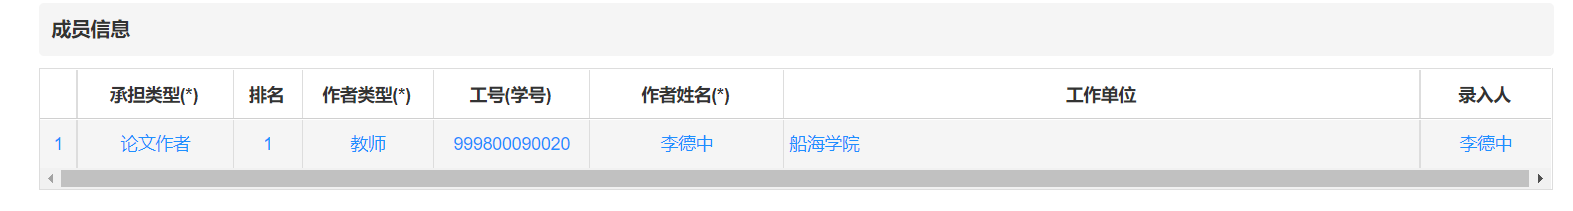 成员信息
承担类型(*) 排名 作者类型(*) 工号(学号) 作者姓名(*) 工作单位 录入人
1 论文作者 1 教师 999800090020 李德中 船海学院 李德中